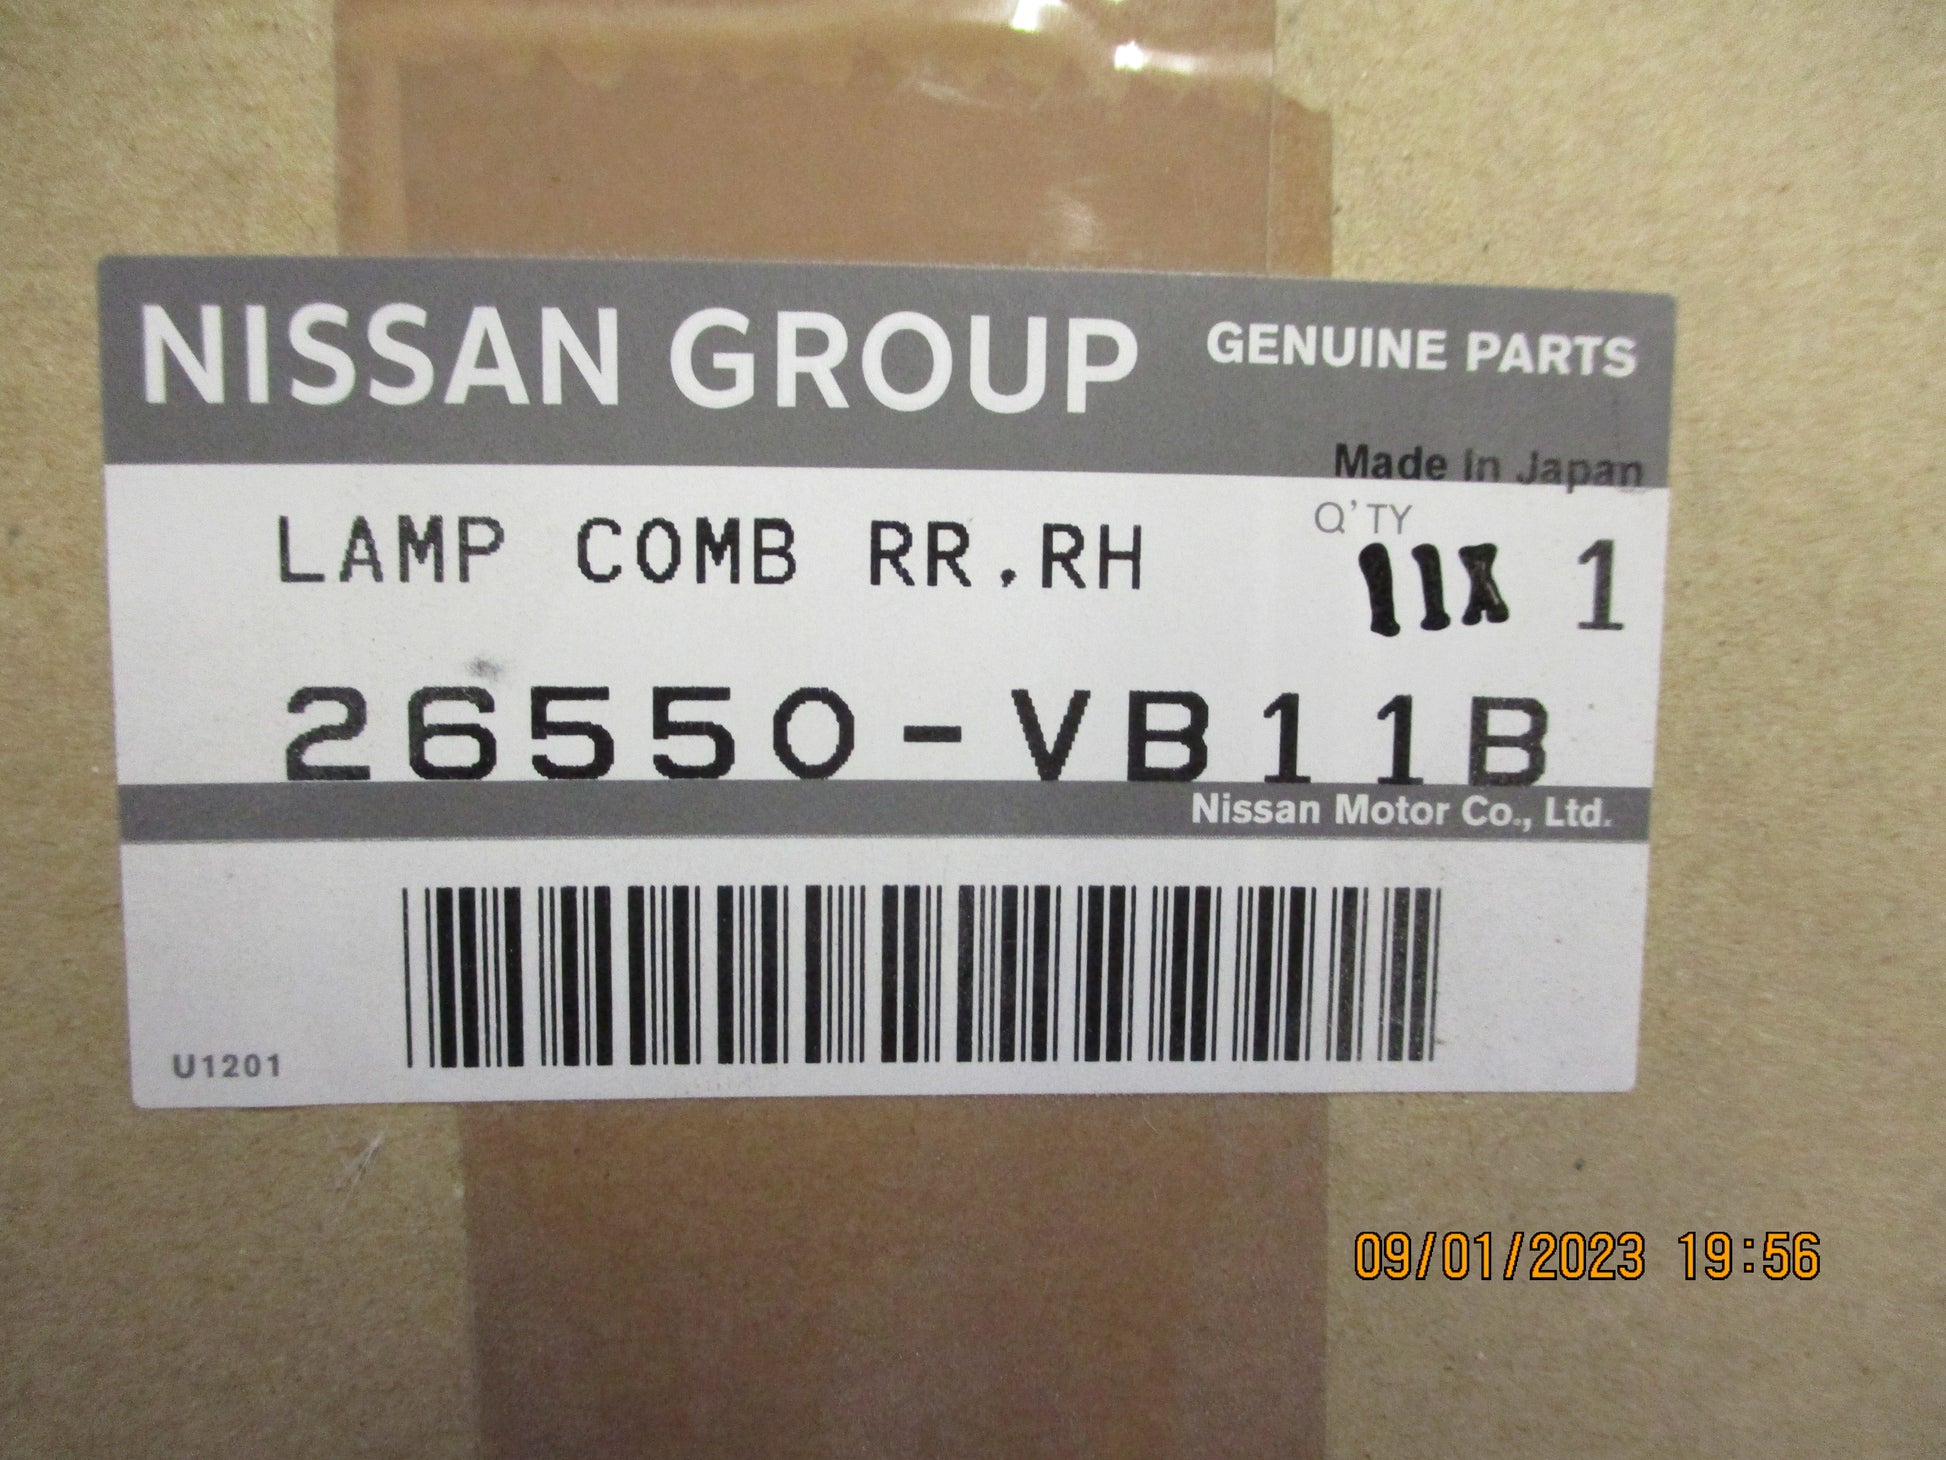 NISSAN GROUP GENUINE PARTS
Made In Japan
LAMP COMB RR.RH Q'TY
1
26550-VB11B
Nissan Motor Co., Ltd.
U1201
09/01/2023 19:56